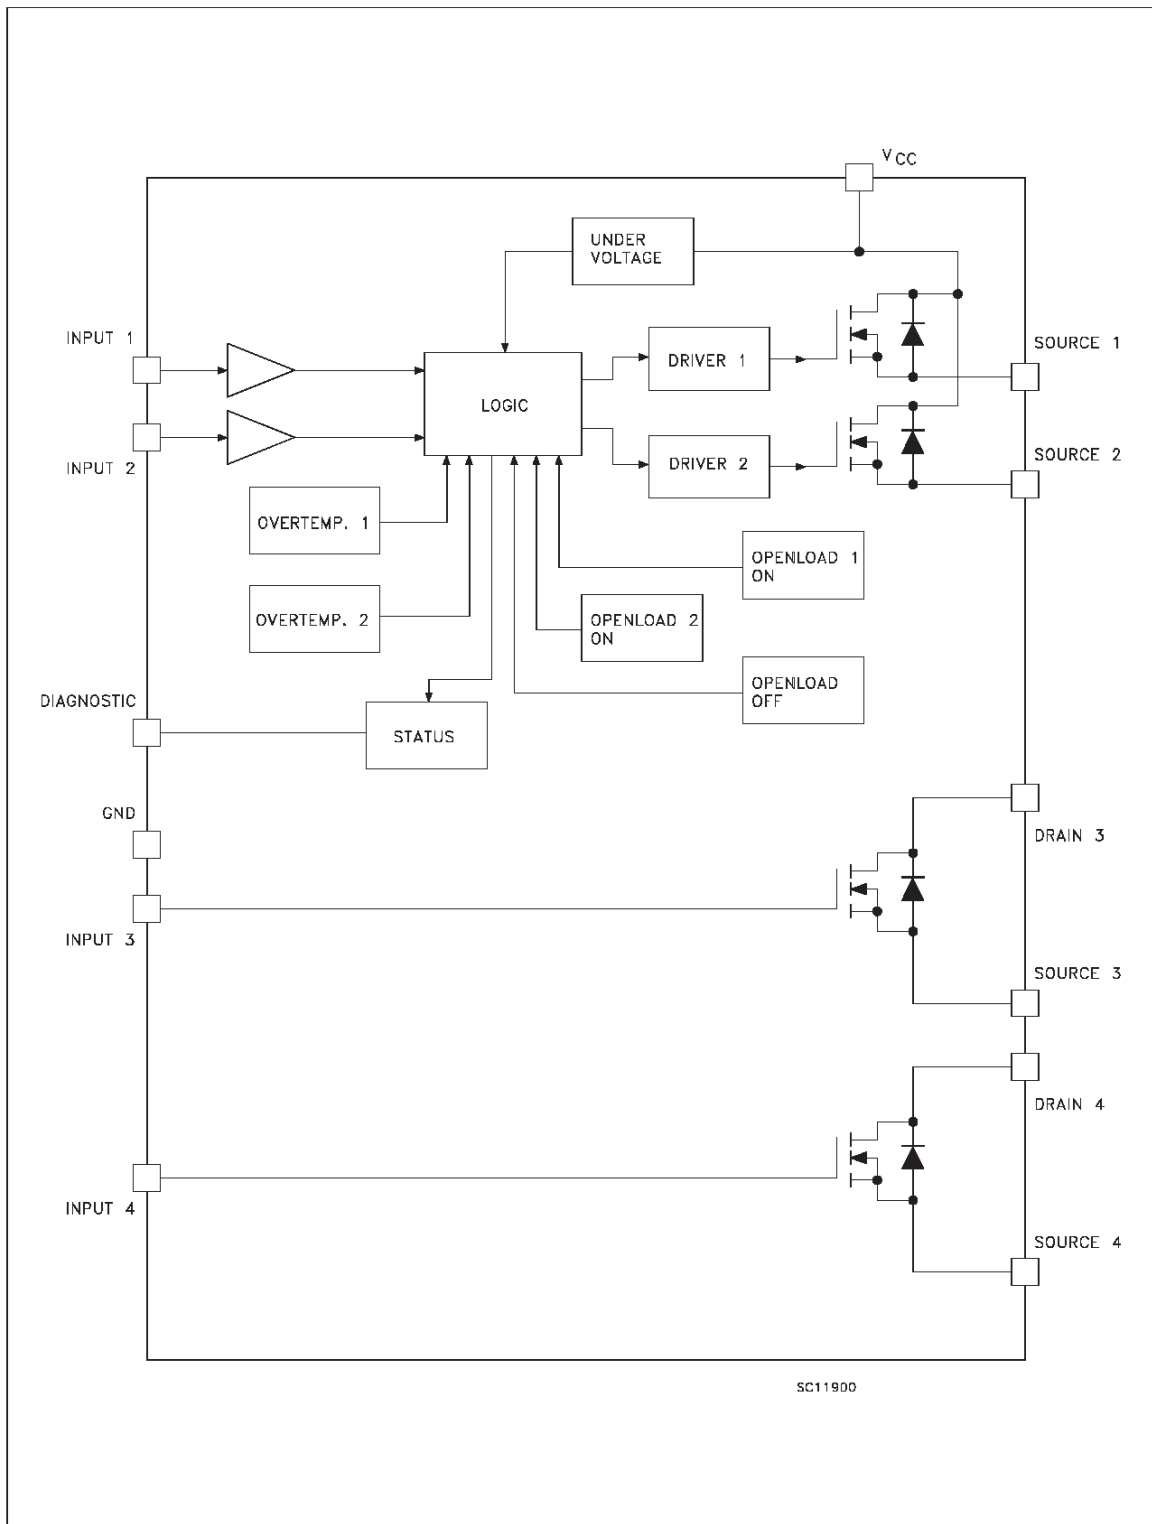 VCC
UNDER
VOLTAGE
INPUT 1
SOURCE 1
DRIVER 1
LOGIC
INPUT 2
SOURCE 2
DRIVER 2
OVERTEMP. 1
OPENLOAD 1
ON
OVERTEMP. 2
OPENLOAD 2
ON
OPENLOAD
OFF
DIAGNOSTIC
STATUS
GND
DRAIN 3
INPUT 3
SOURCE 3
DRAIN 4
INPUT 4
SOURCE 4
SC11900